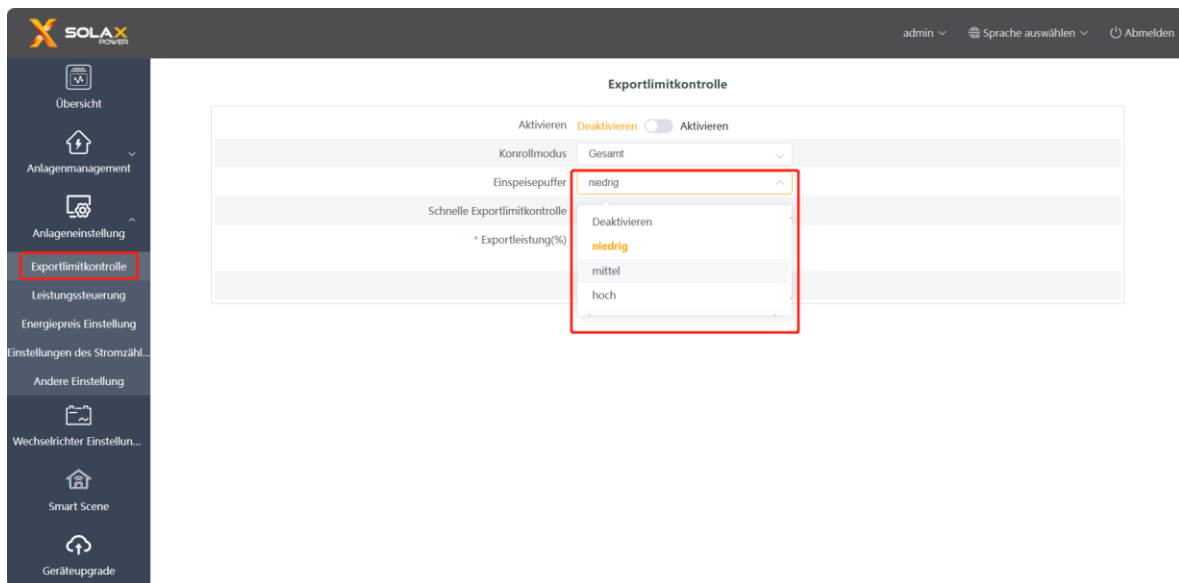 SOLAX
POWER
admin
Sprache auswählen
Abmelden
Übersicht
Anlagenmanagement
Anlageneinstellung
Exportlimitkontrolle
Leistungssteuerung
Energiepreis Einstellung
Einstellungen des Stromzähl...
Andere Einstellung
Wechselrichter Einstellun...
Smart Scene
Geräteupgrade
Exportlimitkontrolle
Aktivieren Deaktivieren Aktivieren
Konrollmodus Gesamt
Einspeisepuffer niedrig
Schnelle Exportlimitkontrolle
* Exportleistung(%)
Deaktivieren
niedrig
mittel
hoch